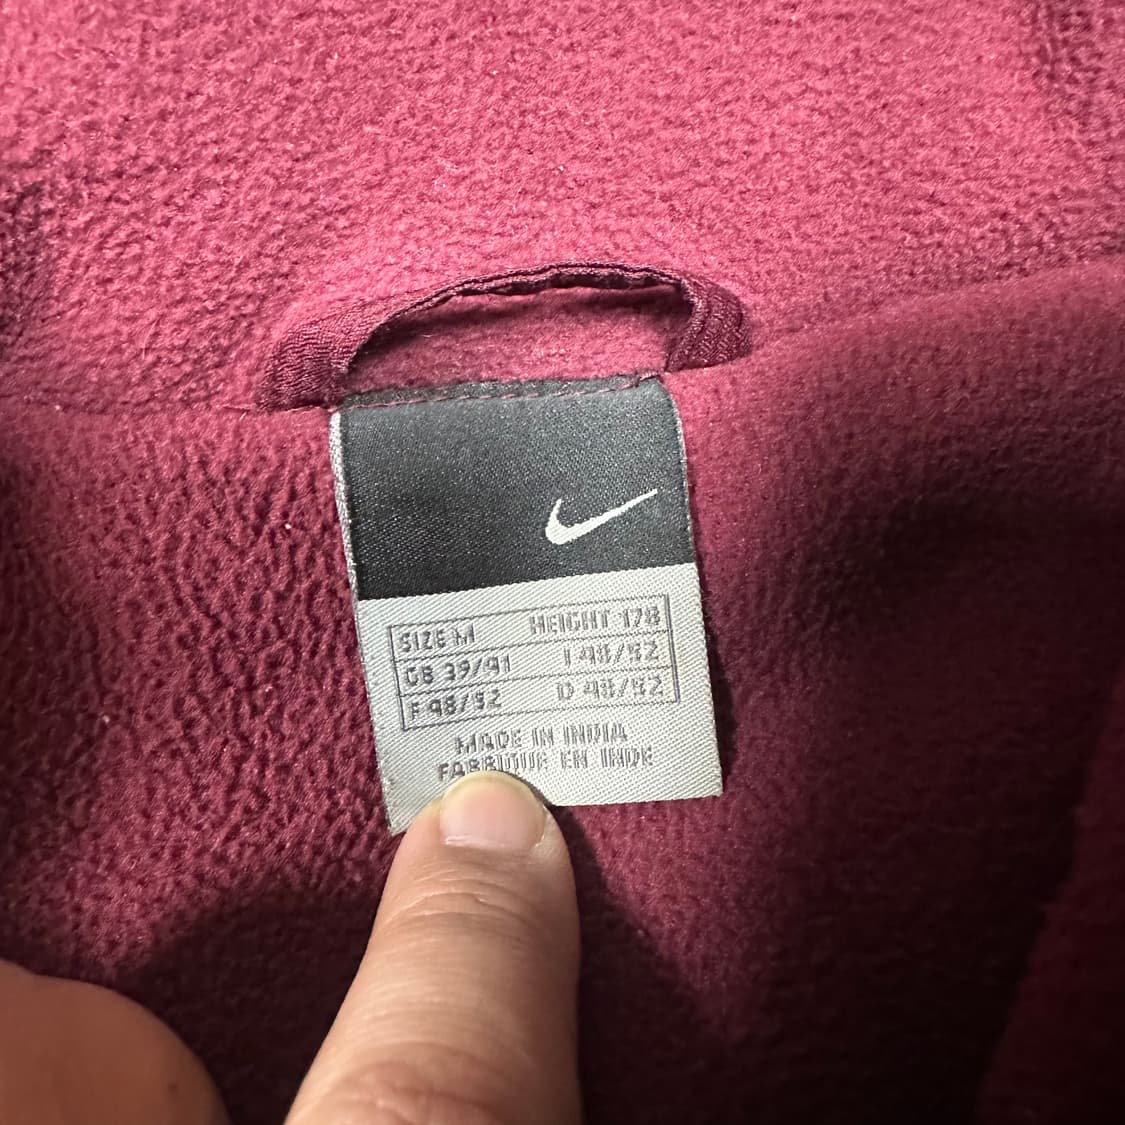 SIZE M HEIGHT 178
GB 39/41 I 48/52
F 48/52 D 48/52
MADE IN INDIA
FABRIQUE EN INDE